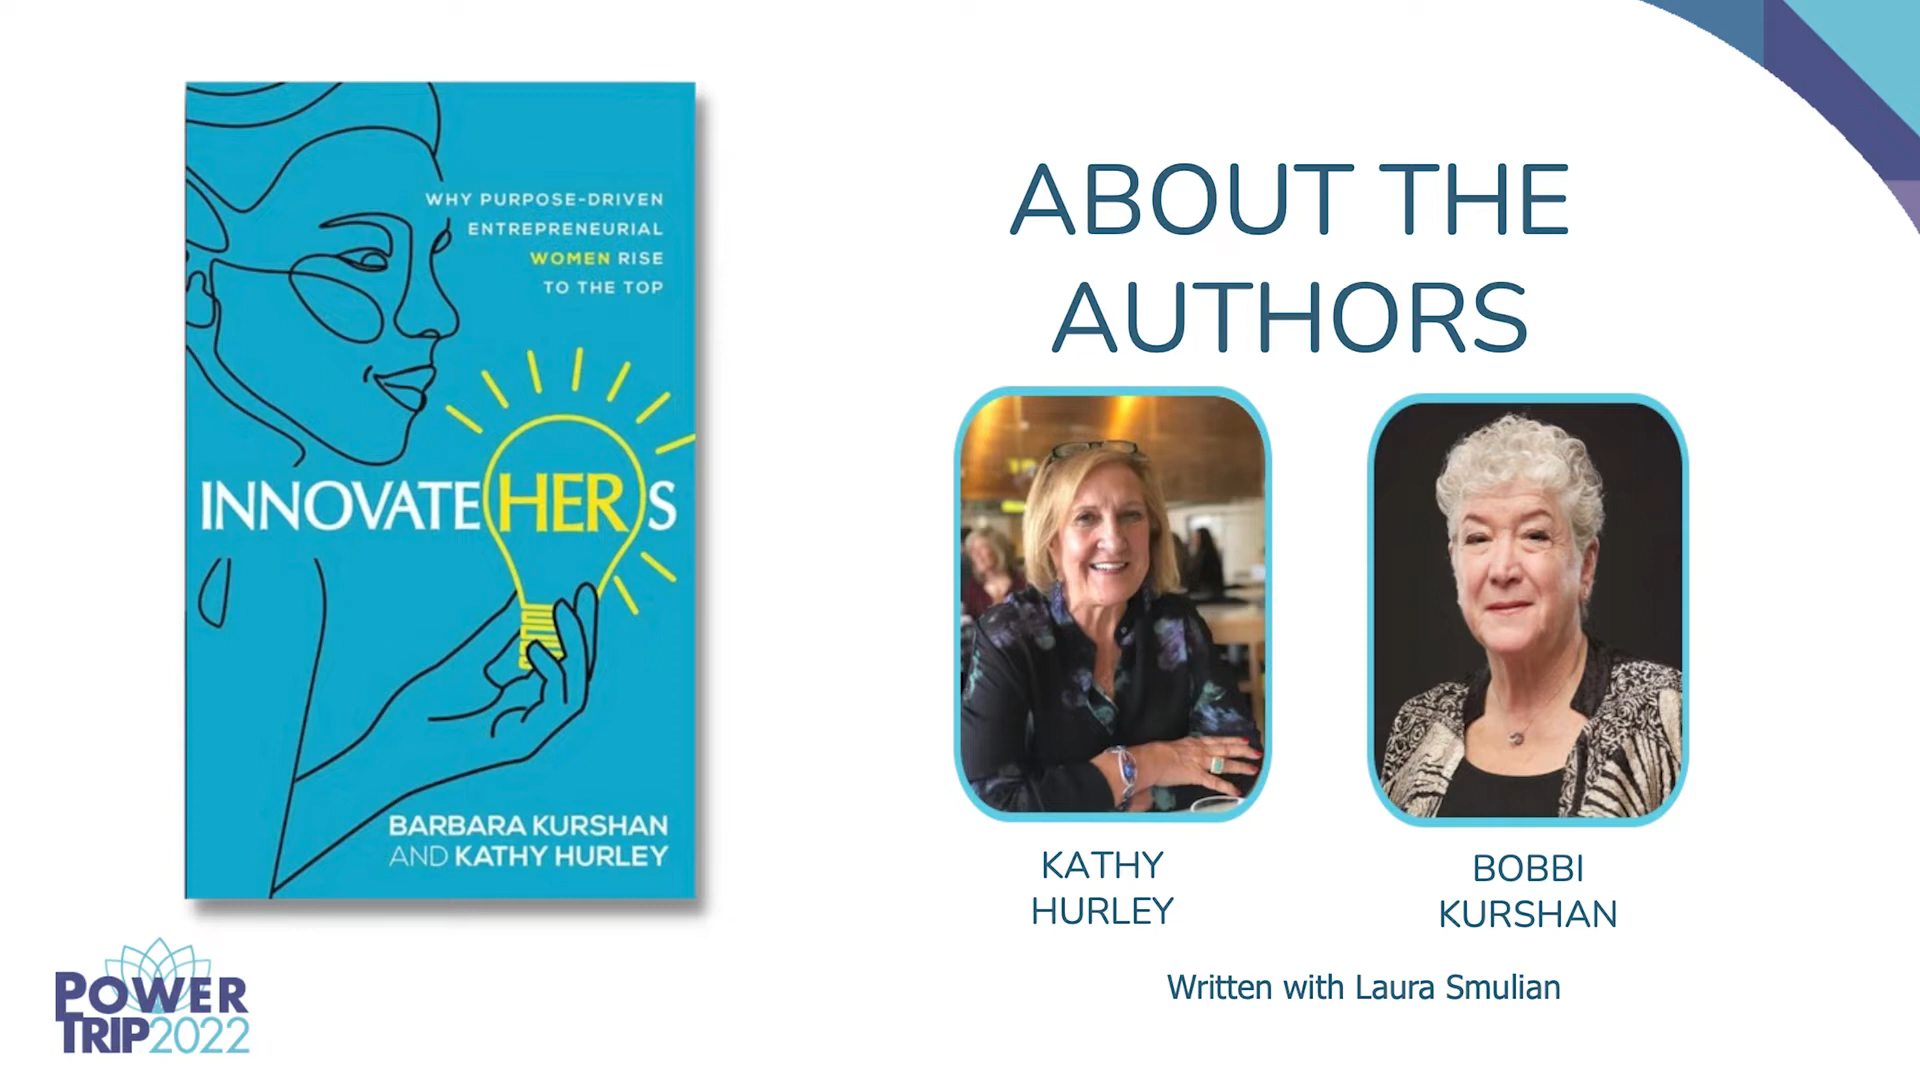 WHY PURPOSE-DRIVEN
ENTREPRENEURIAL
WOMEN RISE
TO THE TOP
INNOVATEHERS
BARBARA KURSHAN
AND KATHY HURLEY
ABOUT THE
AUTHORS
KATHY
HURLEY
BOBBI
KURSHAN
Written with Laura Smulian
POWER
TRIP2022